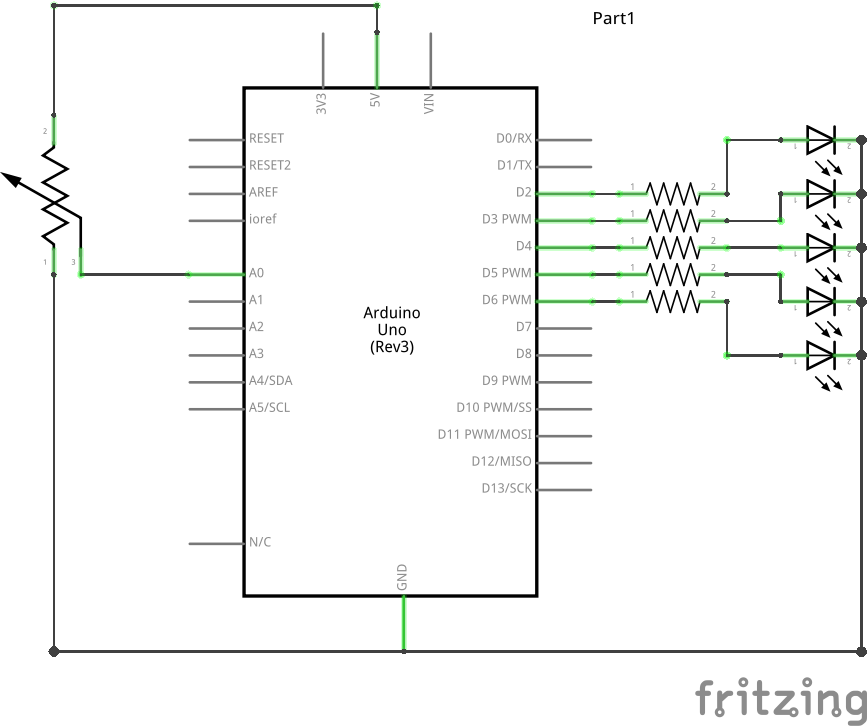 Part1
3V3
5V
VIN
2
1
3
RESET
RESET2
AREF
ioref
A0
A1
A2
A3
A4/SDA
A5/SCL
N/C
Arduino
Uno
(Rev3)
GND
D0/RX
D1/TX
D2
D3 PWM
D4
D5 PWM
D6 PWM
D7
D8
D9 PWM
D10 PWM/SS
D11 PWM/MOSI
D12/MISO
D13/SCK
1 2
1 2
1 2
1 2
1 2
1 2
1 2
1 2
1 2
1 2
fritzing